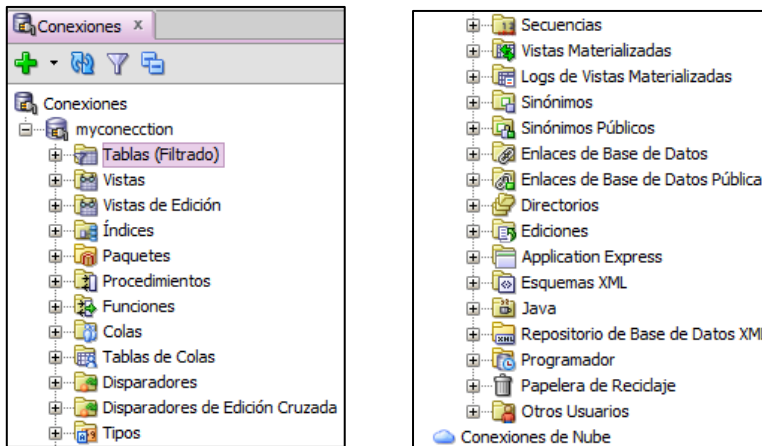 Conexiones
Conexiones
myconecction
Tablas (Filtrado)
Vistas
Vistas de Edición
Índices
Paquetes
Procedimientos
Funciones
Colas
Tablas de Colas
Disparadores
Disparadores de Edición Cruzada
Tipos
Secuencias
Vistas Materializadas
Logs de Vistas Materializadas
Sinónimos
Sinónimos Públicos
Enlaces de Base de Datos
Enlaces de Base de Datos Pública
Directorios
Ediciones
Application Express
Esquemas XML
Java
Repositorio de Base de Datos XML
Programador
Papelera de Reciclaje
Otros Usuarios
Conexiones de Nube